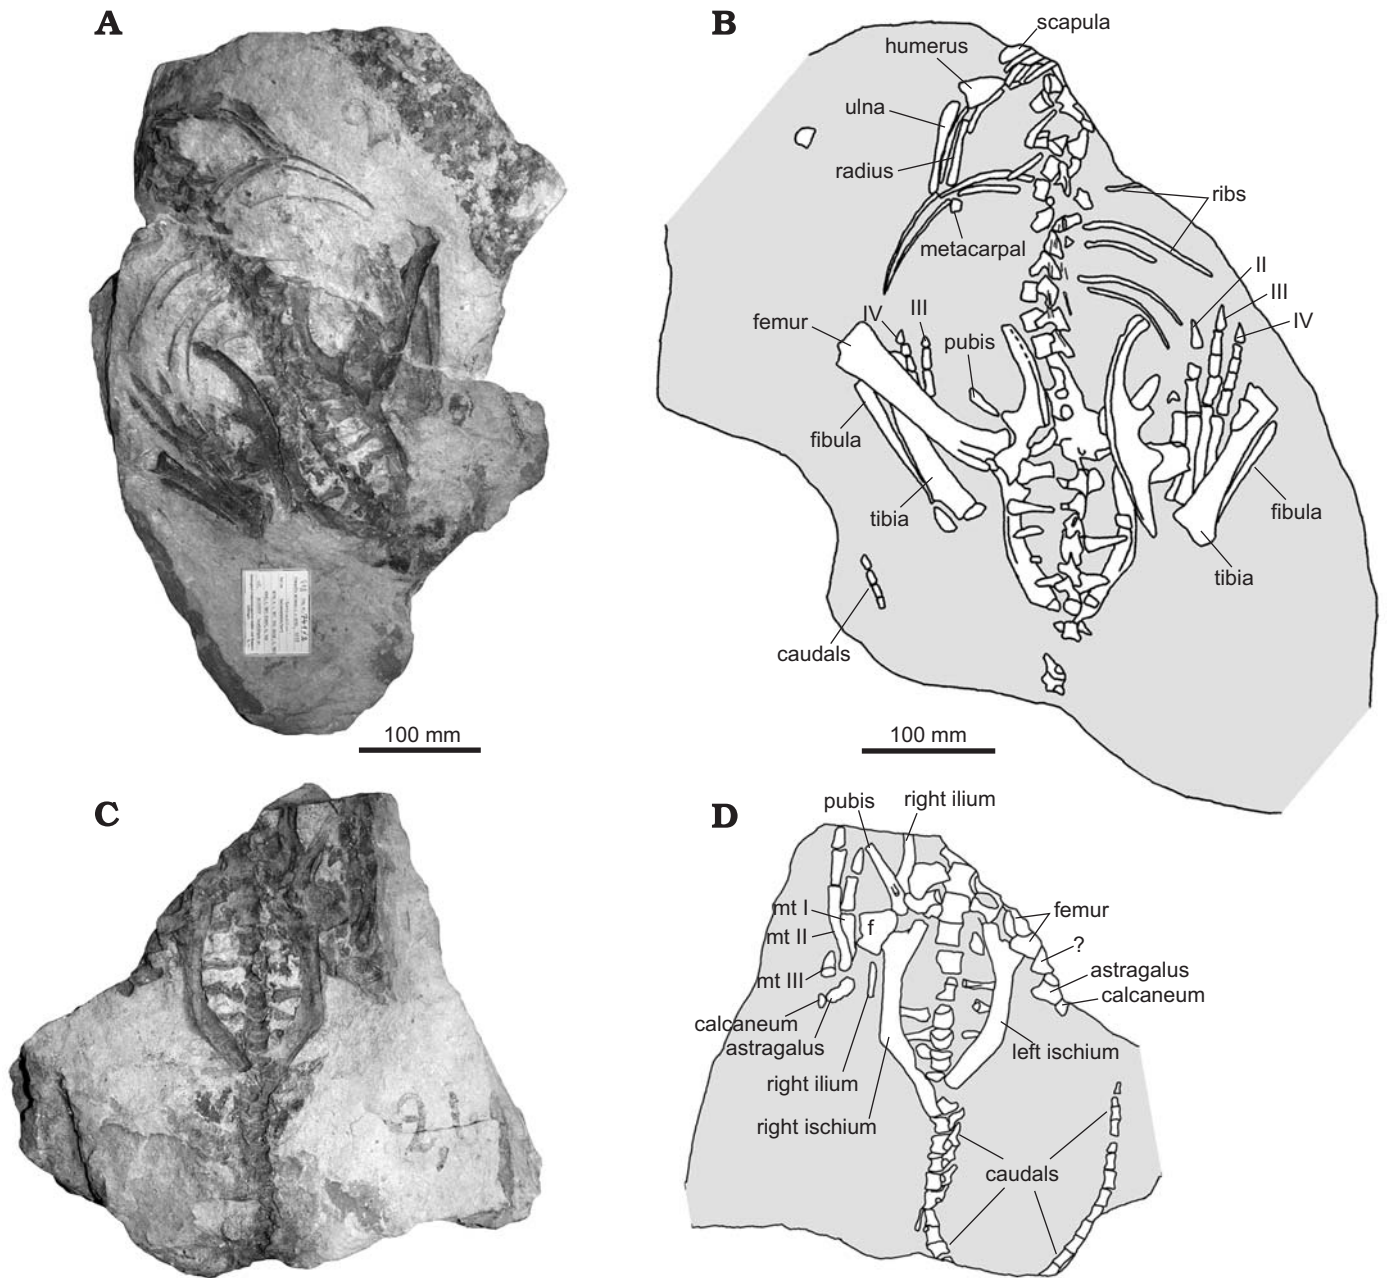 A
B
scapula
humerus
ulna
radius
ribs
metacarpal
II
III
IV
IV
III
femur
pubis
fibula
tibia
fibula
tibia
caudals
100 mm
100 mm
C
D
pubis
right ilium
mt I
f
femur
mt II
?
mt III
astragalus
calcaneum
calcaneum
astragalus
left ischium
right ilium
right ischium
caudals